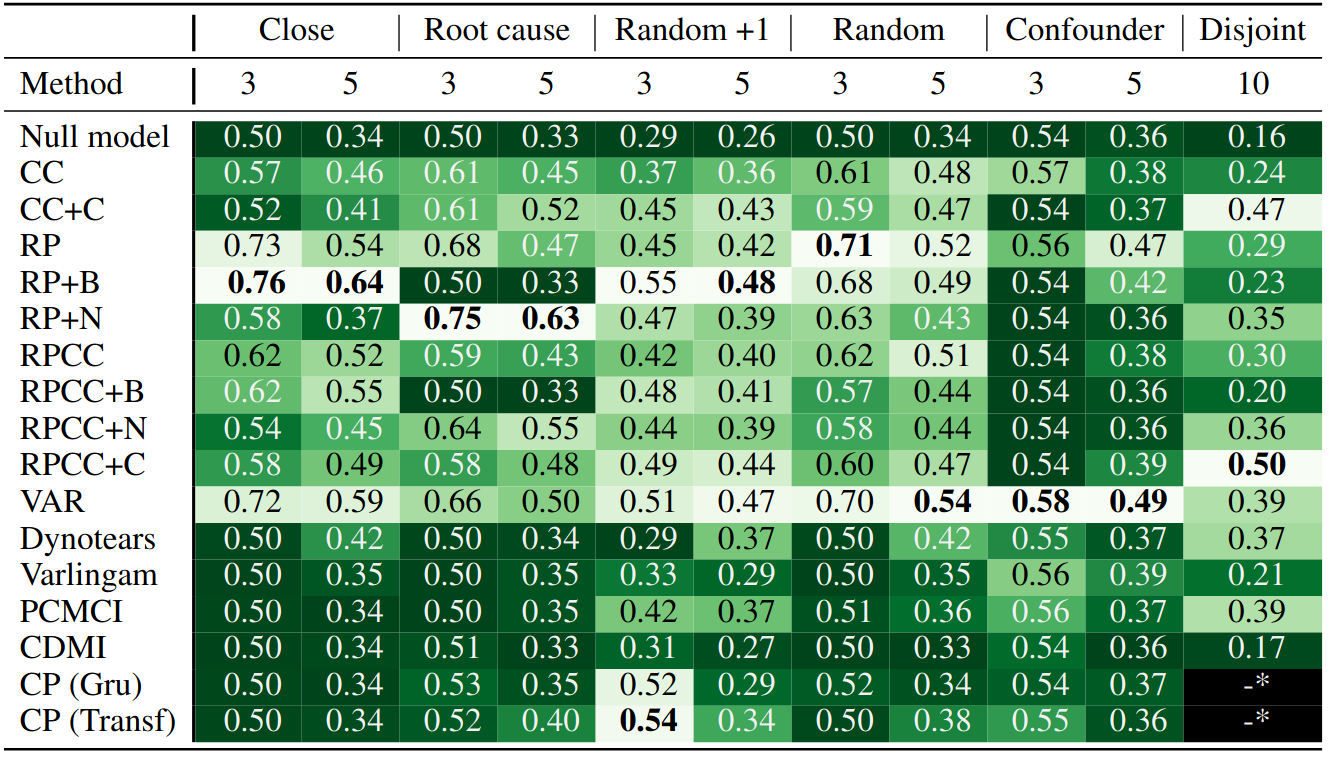 Close Root cause Random +1 Random Confounder Disjoint
Method 3 5 3 5 3 5 3 5 3 5 10
Null model 0.50 0.34 0.50 0.33 0.29 0.26 0.50 0.34 0.54 0.36 0.16
CC 0.57 0.46 0.61 0.45 0.37 0.36 0.61 0.48 0.57 0.38 0.24
CC+C 0.52 0.41 0.61 0.52 0.45 0.43 0.59 0.47 0.54 0.37 0.47
RP 0.73 0.54 0.68 0.47 0.45 0.42 0.71 0.52 0.56 0.47 0.29
RP+B 0.76 0.64 0.50 0.33 0.55 0.48 0.68 0.49 0.54 0.42 0.23
RP+N 0.58 0.37 0.75 0.63 0.47 0.39 0.63 0.43 0.54 0.36 0.35
RPCC 0.62 0.52 0.59 0.43 0.42 0.40 0.62 0.51 0.54 0.38 0.30
RPCC+B 0.62 0.55 0.50 0.33 0.48 0.41 0.57 0.44 0.54 0.36 0.20
RPCC+N 0.54 0.45 0.64 0.55 0.44 0.39 0.58 0.44 0.54 0.36 0.36
RPCC+C 0.58 0.49 0.58 0.48 0.49 0.44 0.60 0.47 0.54 0.39 0.50
VAR 0.72 0.59 0.66 0.50 0.51 0.47 0.70 0.54 0.58 0.49 0.39
Dynotears 0.50 0.42 0.50 0.34 0.29 0.37 0.50 0.42 0.55 0.37 0.37
Varlingam 0.50 0.35 0.50 0.35 0.33 0.29 0.50 0.35 0.56 0.39 0.21
PCMCI 0.50 0.34 0.50 0.35 0.42 0.37 0.51 0.36 0.56 0.37 0.39
CDMI 0.50 0.34 0.51 0.33 0.31 0.27 0.50 0.33 0.54 0.36 0.17
CP (Gru) 0.50 0.34 0.53 0.35 0.52 0.29 0.52 0.34 0.54 0.37 -*
CP (Transf) 0.50 0.34 0.52 0.40 0.54 0.34 0.50 0.38 0.55 0.36 -*